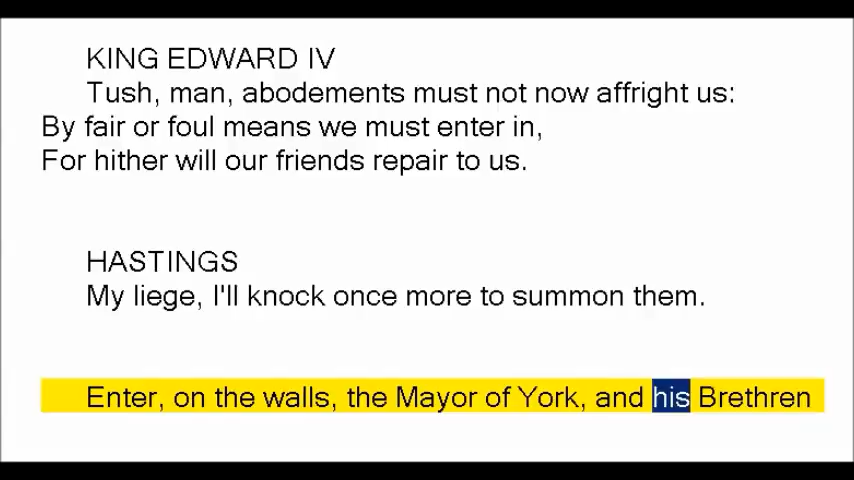 KING EDWARD IV
Tush, man, abodements must not now affright us:
By fair or foul means we must enter in,
For hither will our friends repair to us.
HASTINGS
My liege, I'll knock once more to summon them.
Enter, on the walls, the Mayor of York, and his Brethren